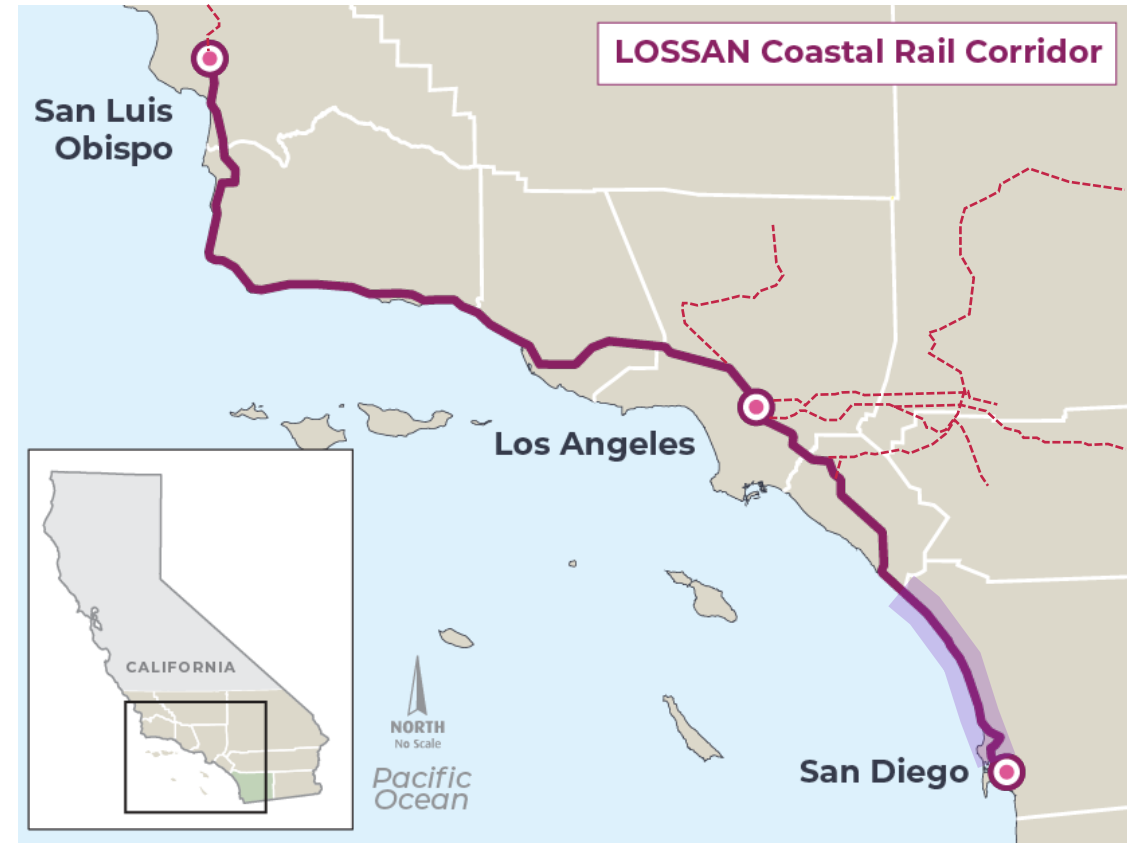 LOSSAN Coastal Rail Corridor
San Luis
Obispo
Los Angeles
CALIFORNIA
NORTH
No Scale
Pacific
Ocean
San Diego